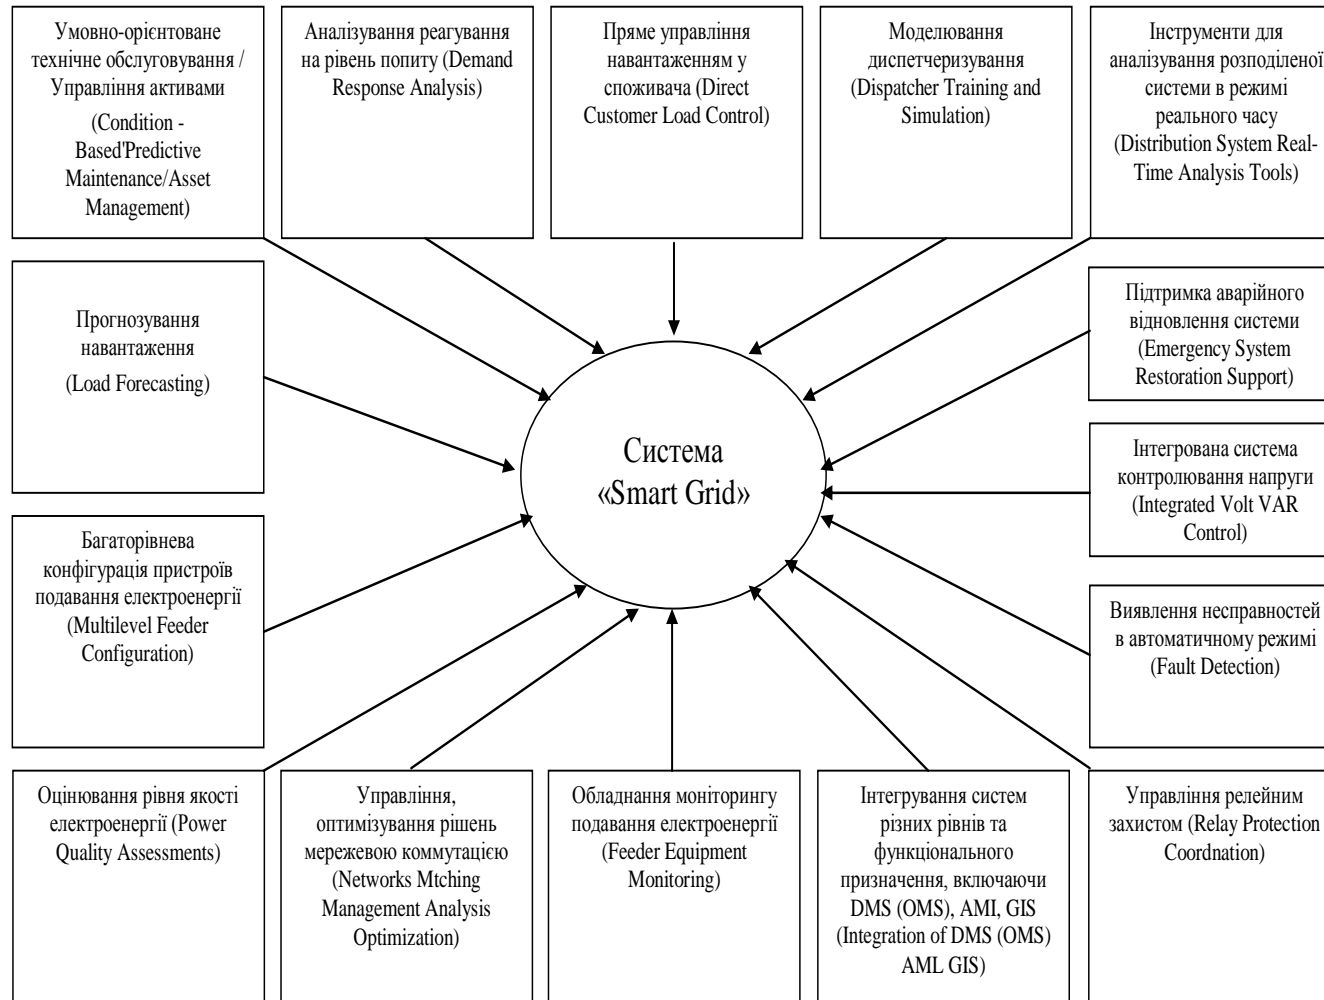 Умовно-орієнтоване
технічне обслуговування /
Управління активами
(Condition -
Based'Predictive
Maintenance/Asset
Management)
Аналізування реагування
на рівень попиту (Demand
Response Analysis)
Пряме управління
навантаженням у
споживача (Direct
Customer Load Control)
Моделювання
диспетчеризування
(Dispatcher Training and
Simulation)
Інструменти для
аналізування розподіленої
системи в режимі
реального часу
(Distribution System Real-
Time Analysis Tools)
Прогнозування
навантаження
(Load Forecasting)
Підтримка аварійного
відновлення системи
(Emergency System
Restoration Support)
Система
«Smart Grid»
Інтегрована система
контролювання напруги
(Integrated Volt VAR
Control)
Багаторівнева
конфігурація пристроїв
подавання електроенергії
(Multilevel Feeder
Configuration)
Виявлення несправностей
в автоматичному режимі
(Fault Detection)
Оцінювання рівня якості
електроенергії (Power
Quality Assessments)
Управління,
оптимізування рішень
мережевою коммутацією
(Networks Mtching
Management Analysis
Optimization)
Обладнання моніторингу
подавання електроенергії
(Feeder Equipment
Monitoring)
Інтегрування систем
різних рівнів та
функціонального
призначення, включаючи
DMS (OMS), AMI, GIS
(Integration of DMS (OMS)
AML GIS)
Управління релейним
захистом (Relay Protection
Coordnation)